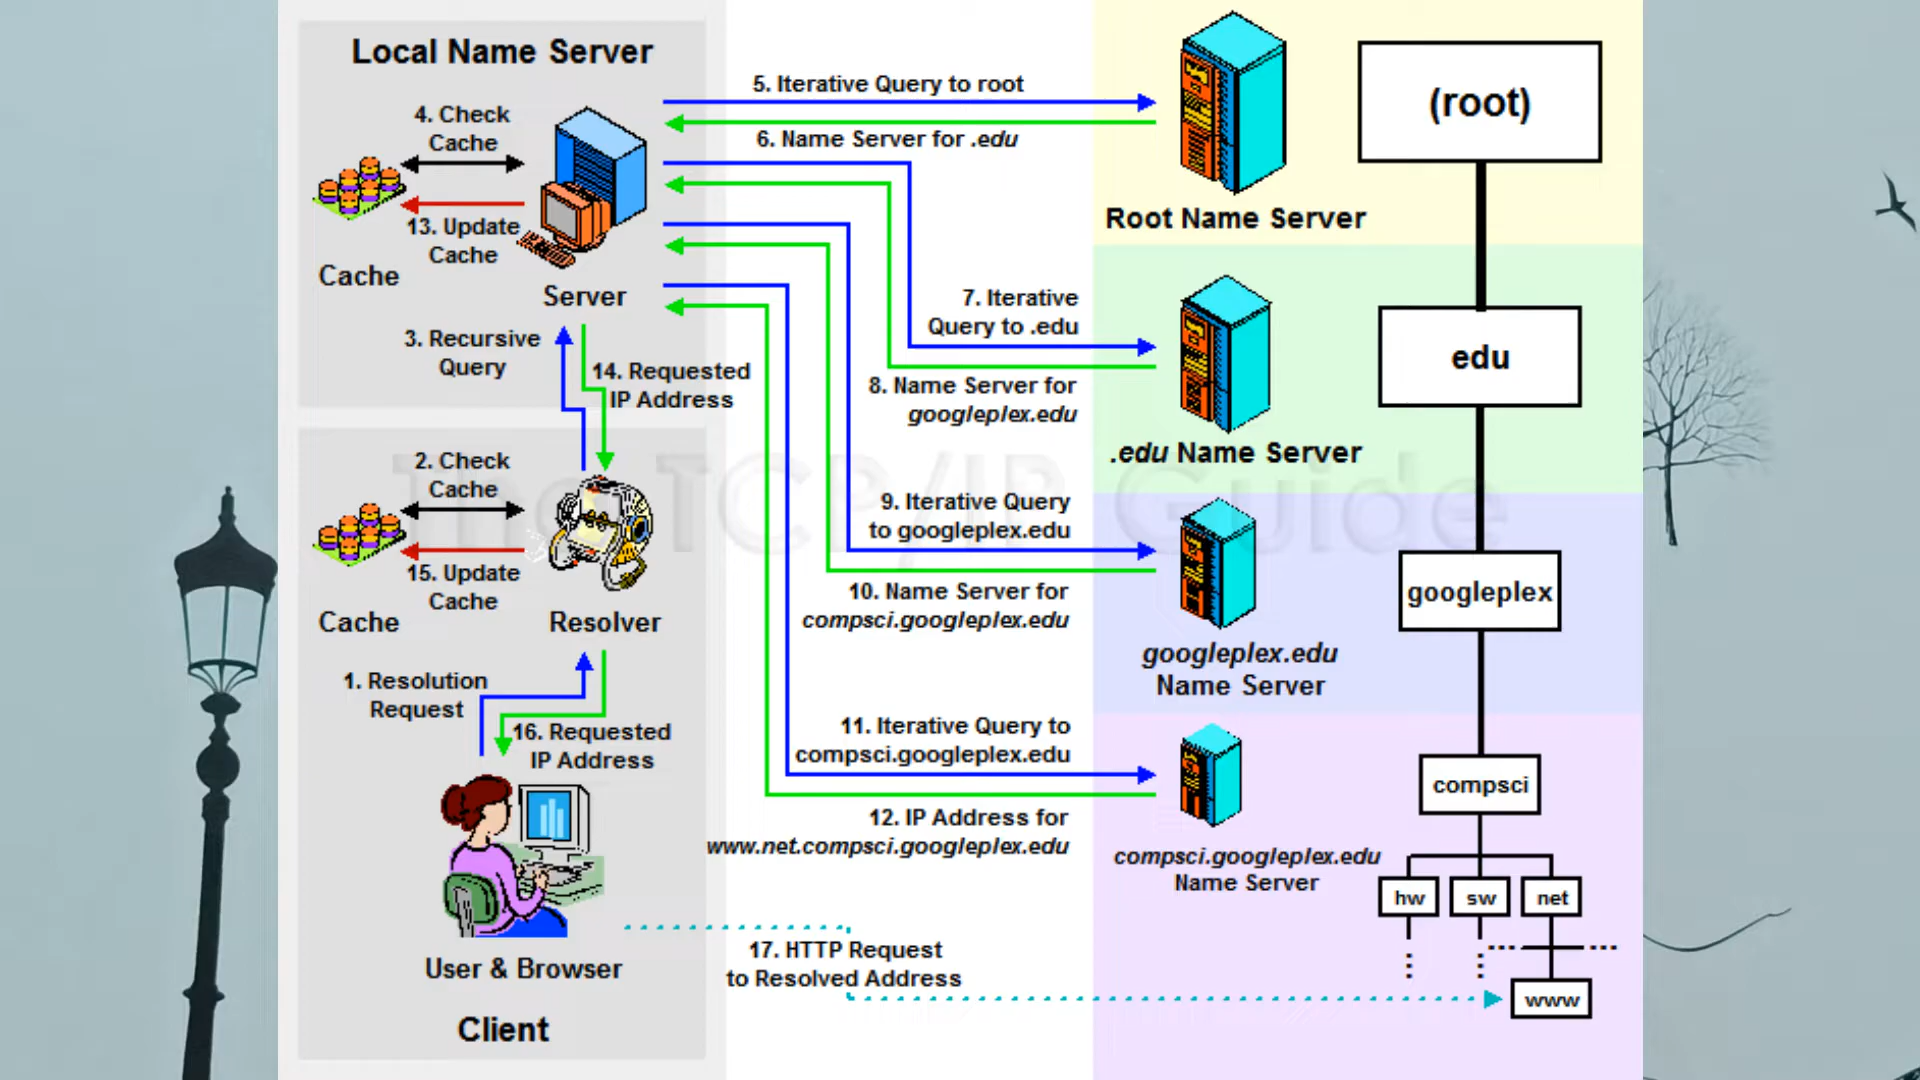 Local Name Server
4. Check
Cache
13. Update
Cache
Cache
Server
3. Recursive
Query
14. Requested
IP Address
2. Check
Cache
15. Update
Cache
Cache
Resolver
1. Resolution
Request
16. Requested
IP Address
User & Browser
Client
5. Iterative Query to root
6. Name Server for .edu
7. Iterative
Query to .edu
8. Name Server for
googleplex.edu
The TCP/IP Guide
9. Iterative Query
to googleplex.edu
10. Name Server for
compsci.googleplex.edu
11. Iterative Query to
compsci.googleplex.edu
12. IP Address for
www.net.compsci.googleplex.edu
17. HTTP Request
to Resolved Address
Root Name Server
.edu Name Server
googleplex.edu
Name Server
compsci.googleplex.edu
Name Server
(root)
edu
googleplex
compsci
hw
sw
net
www